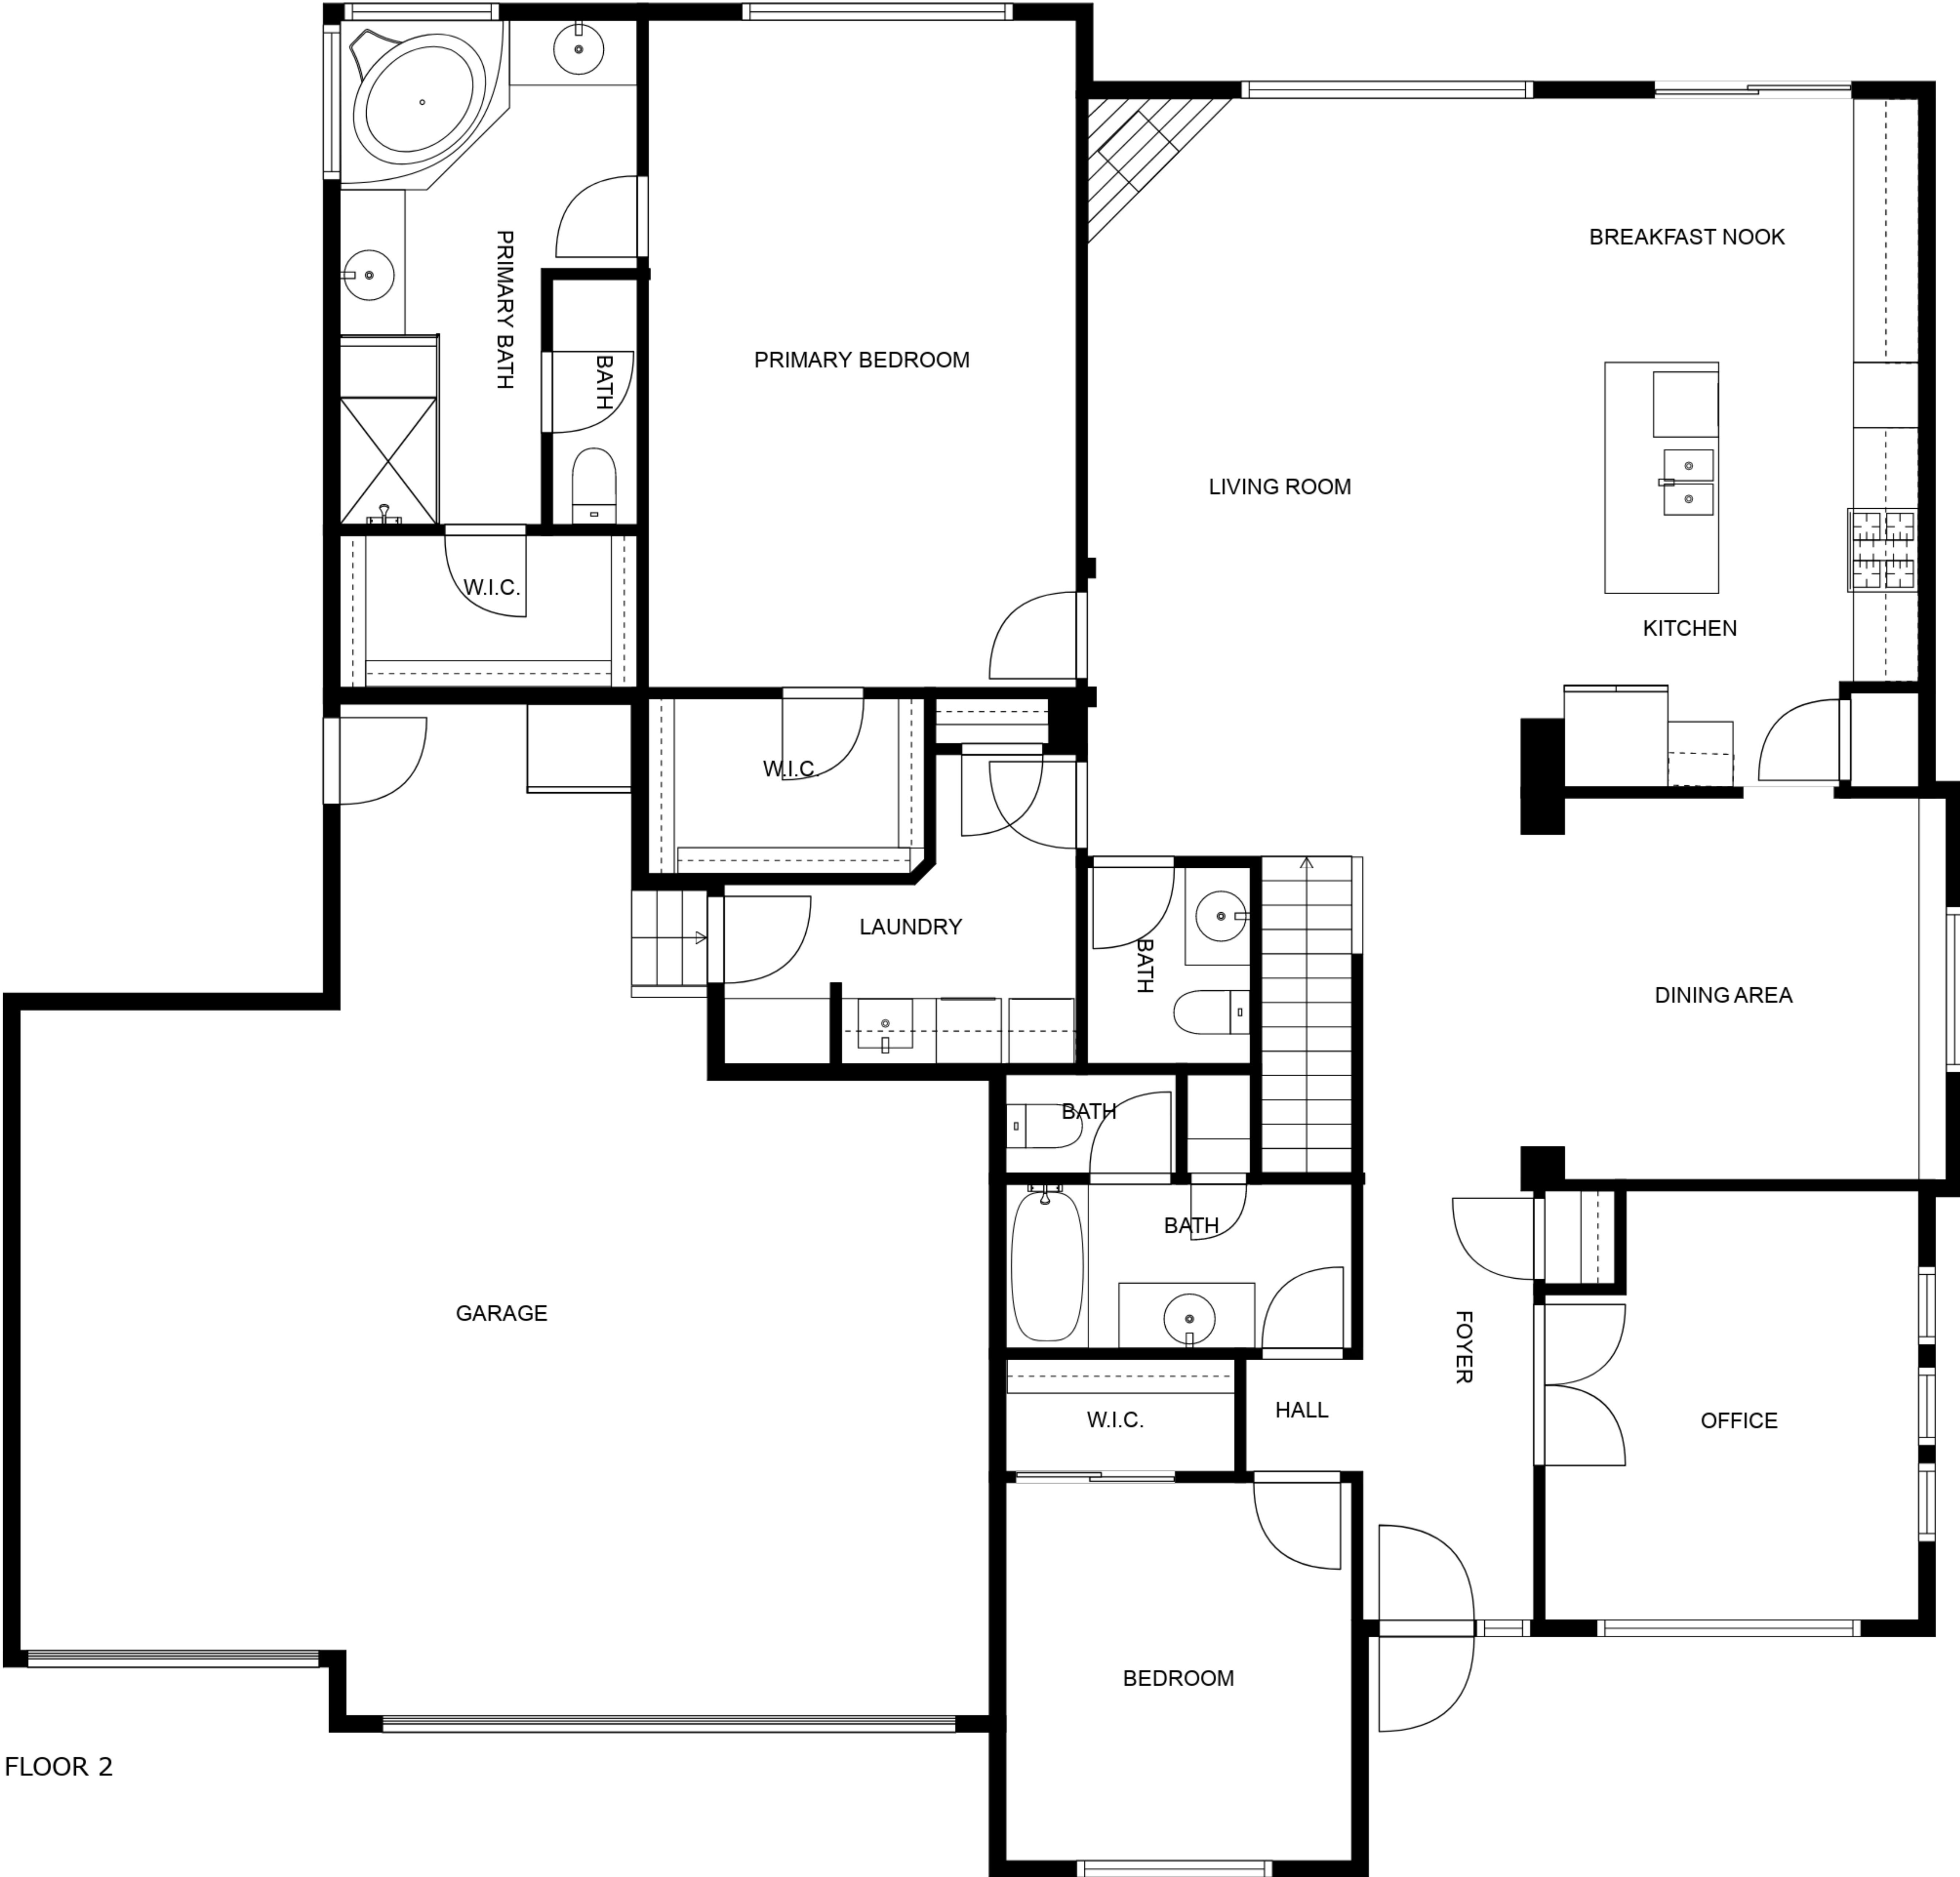 BREAKFAST NOOK
PRIMARY BATH
BATH
PRIMARY BEDROOM
LIVING ROOM
W.I.C.
KITCHEN
W.I.C.
LAUNDRY
BATH
DINING AREA
BATH
BATH
GARAGE
FOYER
HALL
W.I.C.
OFFICE
BEDROOM
FLOOR 2